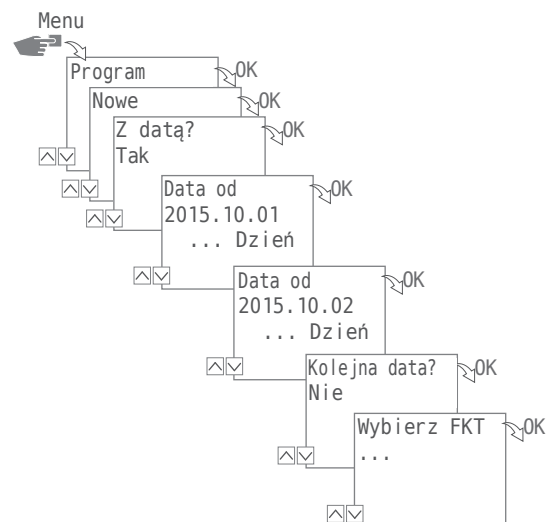 Menu
Program
OK
Nowe
OK
Z datą?
OK
Tak
Data od
OK
2015.10.01
... Dzień
Data od
OK
2015.10.02
... Dzień
Kolejna data?
OK
Nie
Wybierz FKT
OK
...